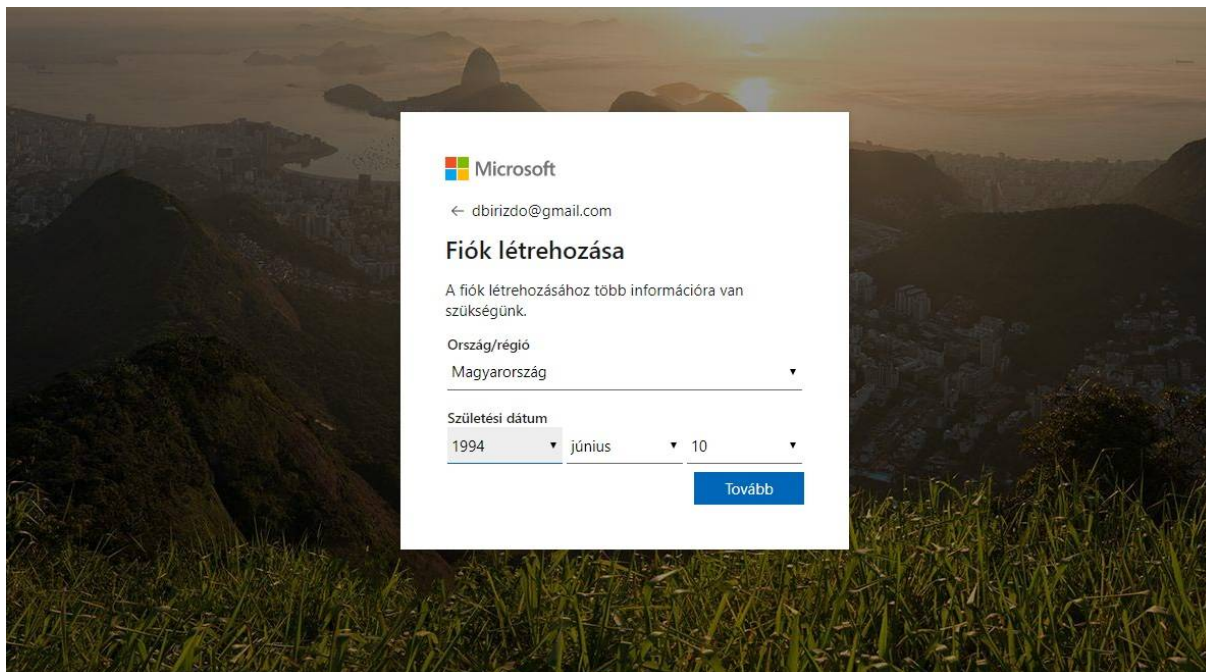 Microsoft
← dbirizdo@gmail.com
Fiók létrehozása
A fiók létrehozásához több információra van
szükségünk.
Ország/régió
Magyarország
Születési dátum
1994 június 10
Tovább